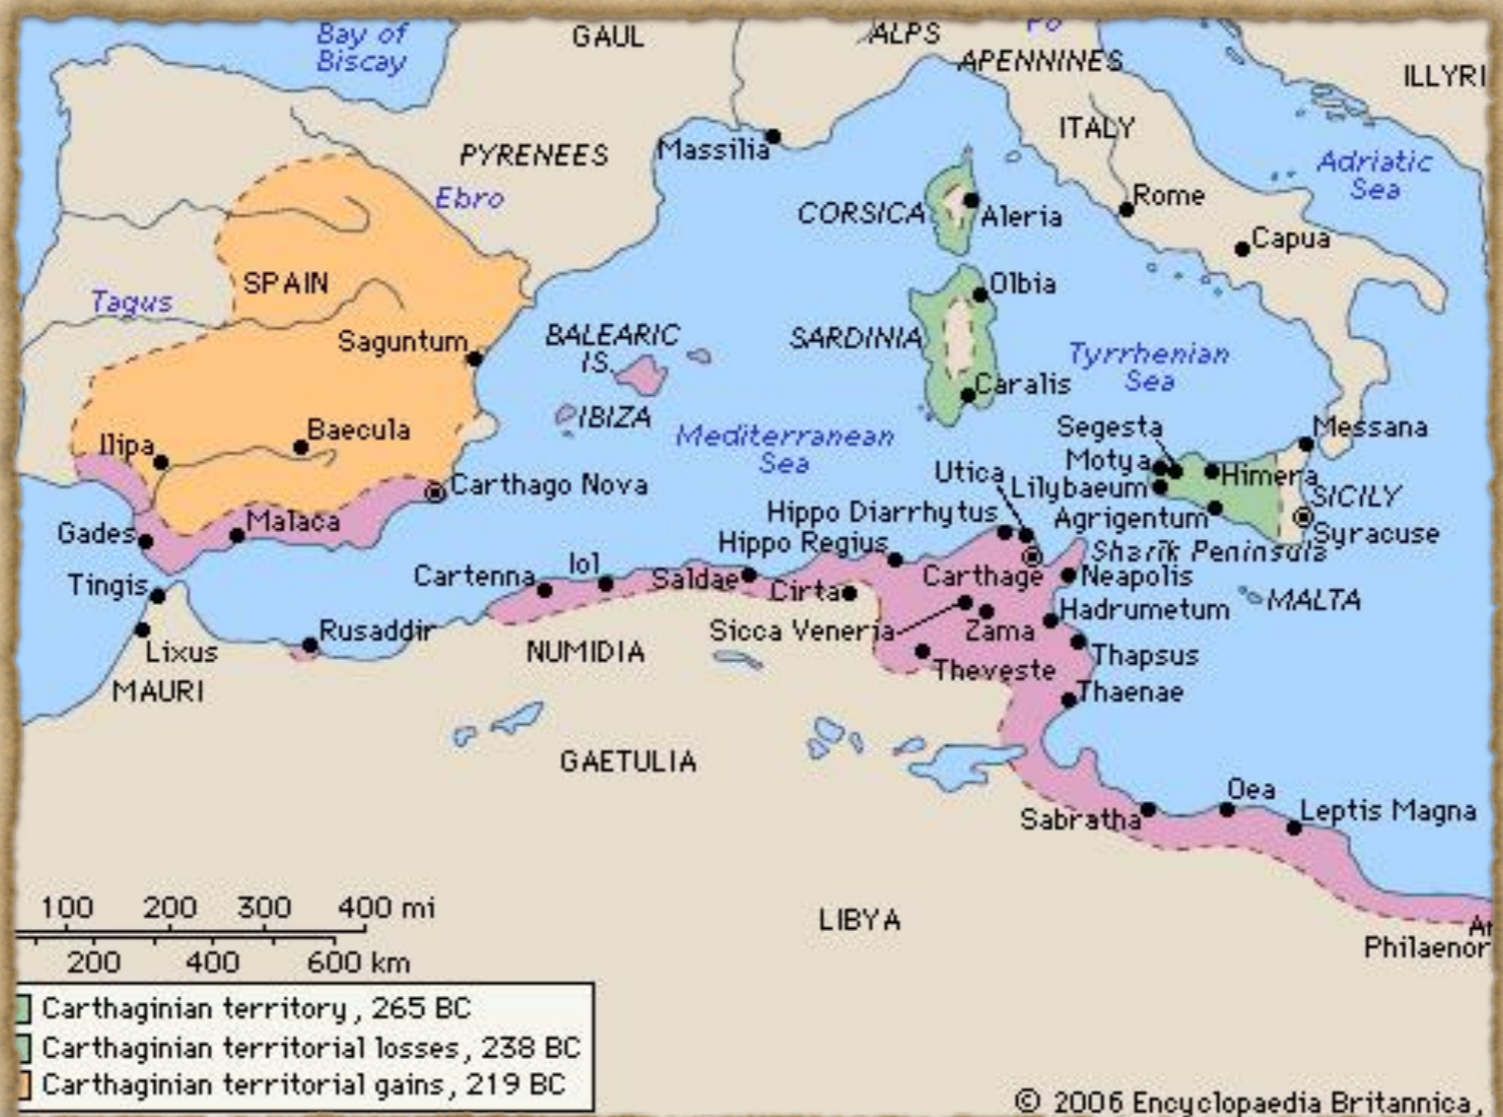 Bay of
Biscay
GAUL
ALPS
Po
APENNINES
ILLYRI
PYRENEES
Massilia
ITALY
Adriatic
Sea
Ebro
CORSICA
Aleria
Rome
Capua
SPAIN
Tagus
Olbia
Saguntum
BALEARIC
IS.
SARDINIA
Tyrrhenian
Sea
Caralis
IBIZA
Mediterranean
Sea
Ilipa
Baecula
Segesta
Messana
Motya
Himera
Utica
Lilybaeum
SICILY
Carthago Nova
Hippo Diarrhytus
Agrigentum
Syracuse
Gades
Malaca
Hippo Regius
Sharīk Peninsula
Tingis
Cartenna
Iol
Saldae
Cirta
Carthage
Neapolis
MALTA
Hadrumetum
Lixus
Rusaddir
NUMIDIA
Sicca Veneria
Zama
Thapsus
MAURI
Theveste
Thaenae
GAETULIA
Oea
Sabratha
Leptis Magna
100 200 300 400 mi
200 400 600 km
LIBYA
Philaenor
Carthaginian territory, 265 BC
Carthaginian territorial losses, 238 BC
Carthaginian territorial gains, 219 BC
© 2006 Encyclopaedia Britannica,